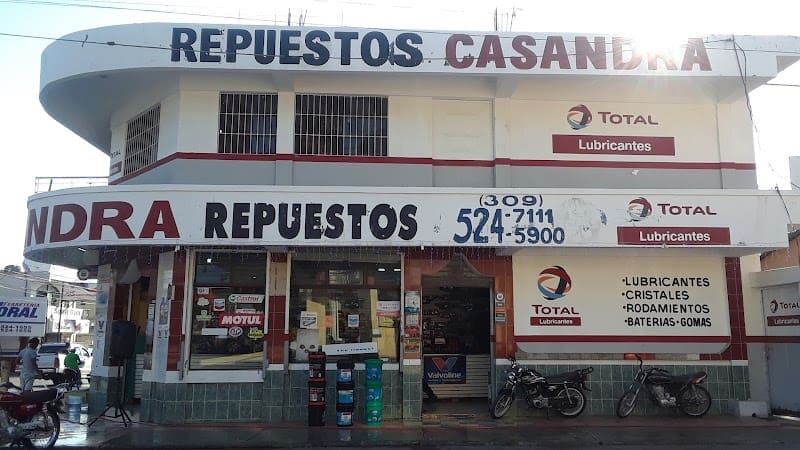 REPUESTOS CASANDRA
TOTAL
Lubricantes
NDRA REPUESTOS
(309)
524-7111
524-5900
TOTAL
Lubricantes
Castrol
MOTUL
Valvoline
TOTAL
Lubricantes
·LUBRICANTES
·CRISTALES
·RODAMIENTOS
·BATERIAS·GOMAS
Lubricantes